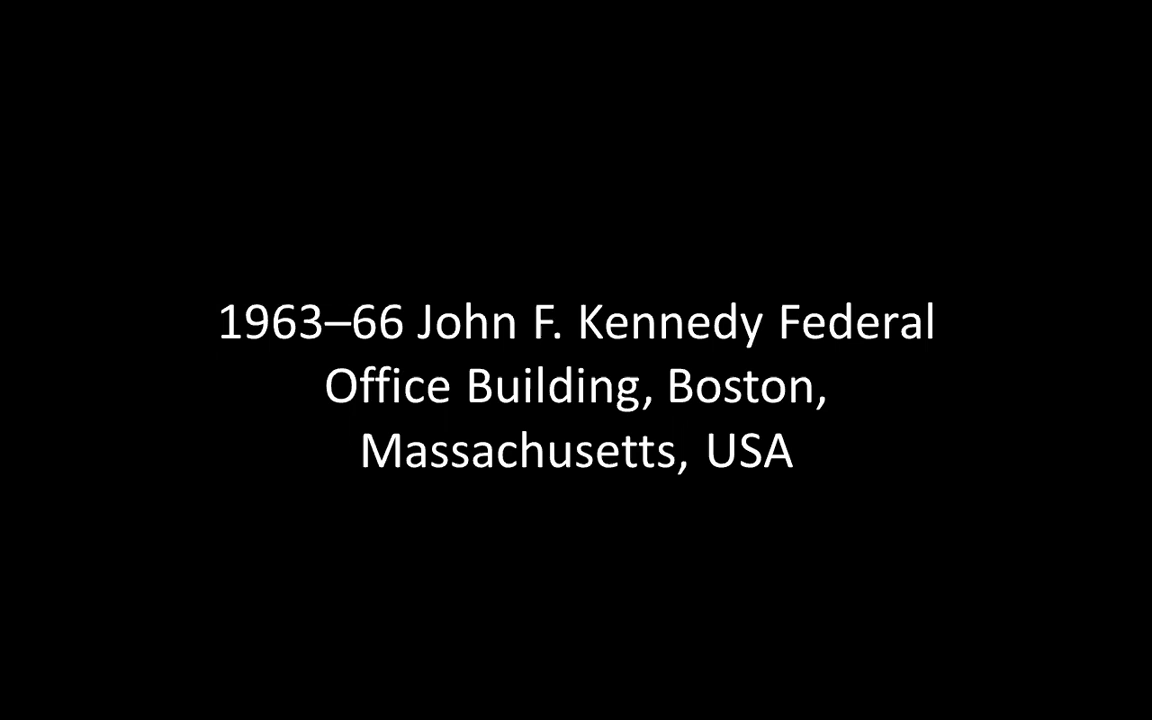 1963–66 John F. Kennedy Federal
Office Building, Boston,
Massachusetts, USA